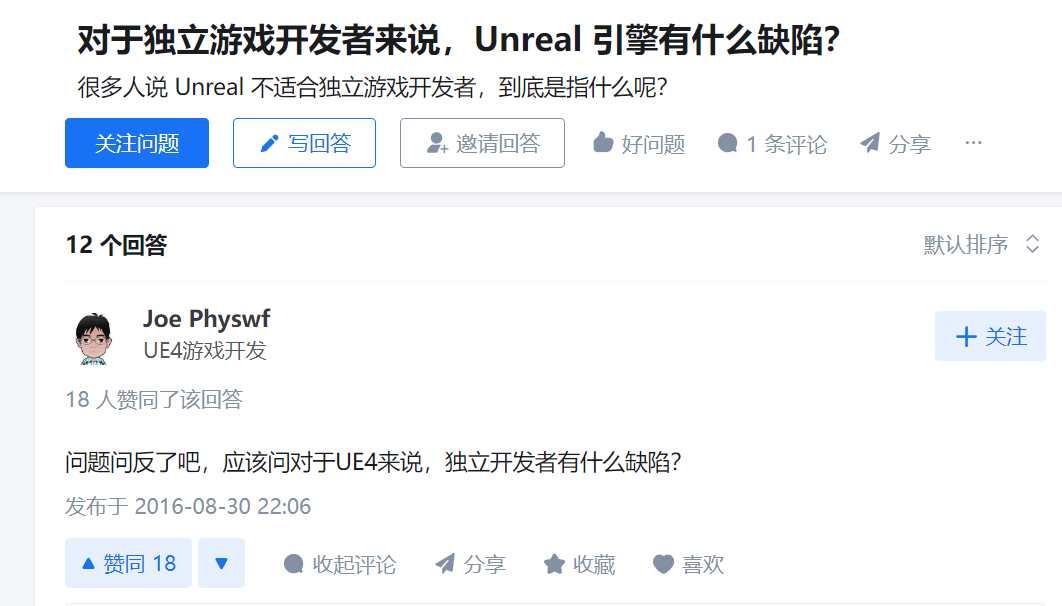 对于独立游戏开发者来说，Unreal 引擎有什么缺陷？
很多人说 Unreal 不适合独立游戏开发者，到底是指什么呢？
关注问题 写回答 邀请回答 好问题 1 条评论 分享 ...
12 个回答 默认排序
Joe Physwf
UE4游戏开发
+ 关注
18 人赞同了该回答
问题问反了吧，应该问对于UE4来说，独立开发者有什么缺陷？
发布于 2016-08-30 22:06
赞同 18 收起评论 分享 收藏 喜欢